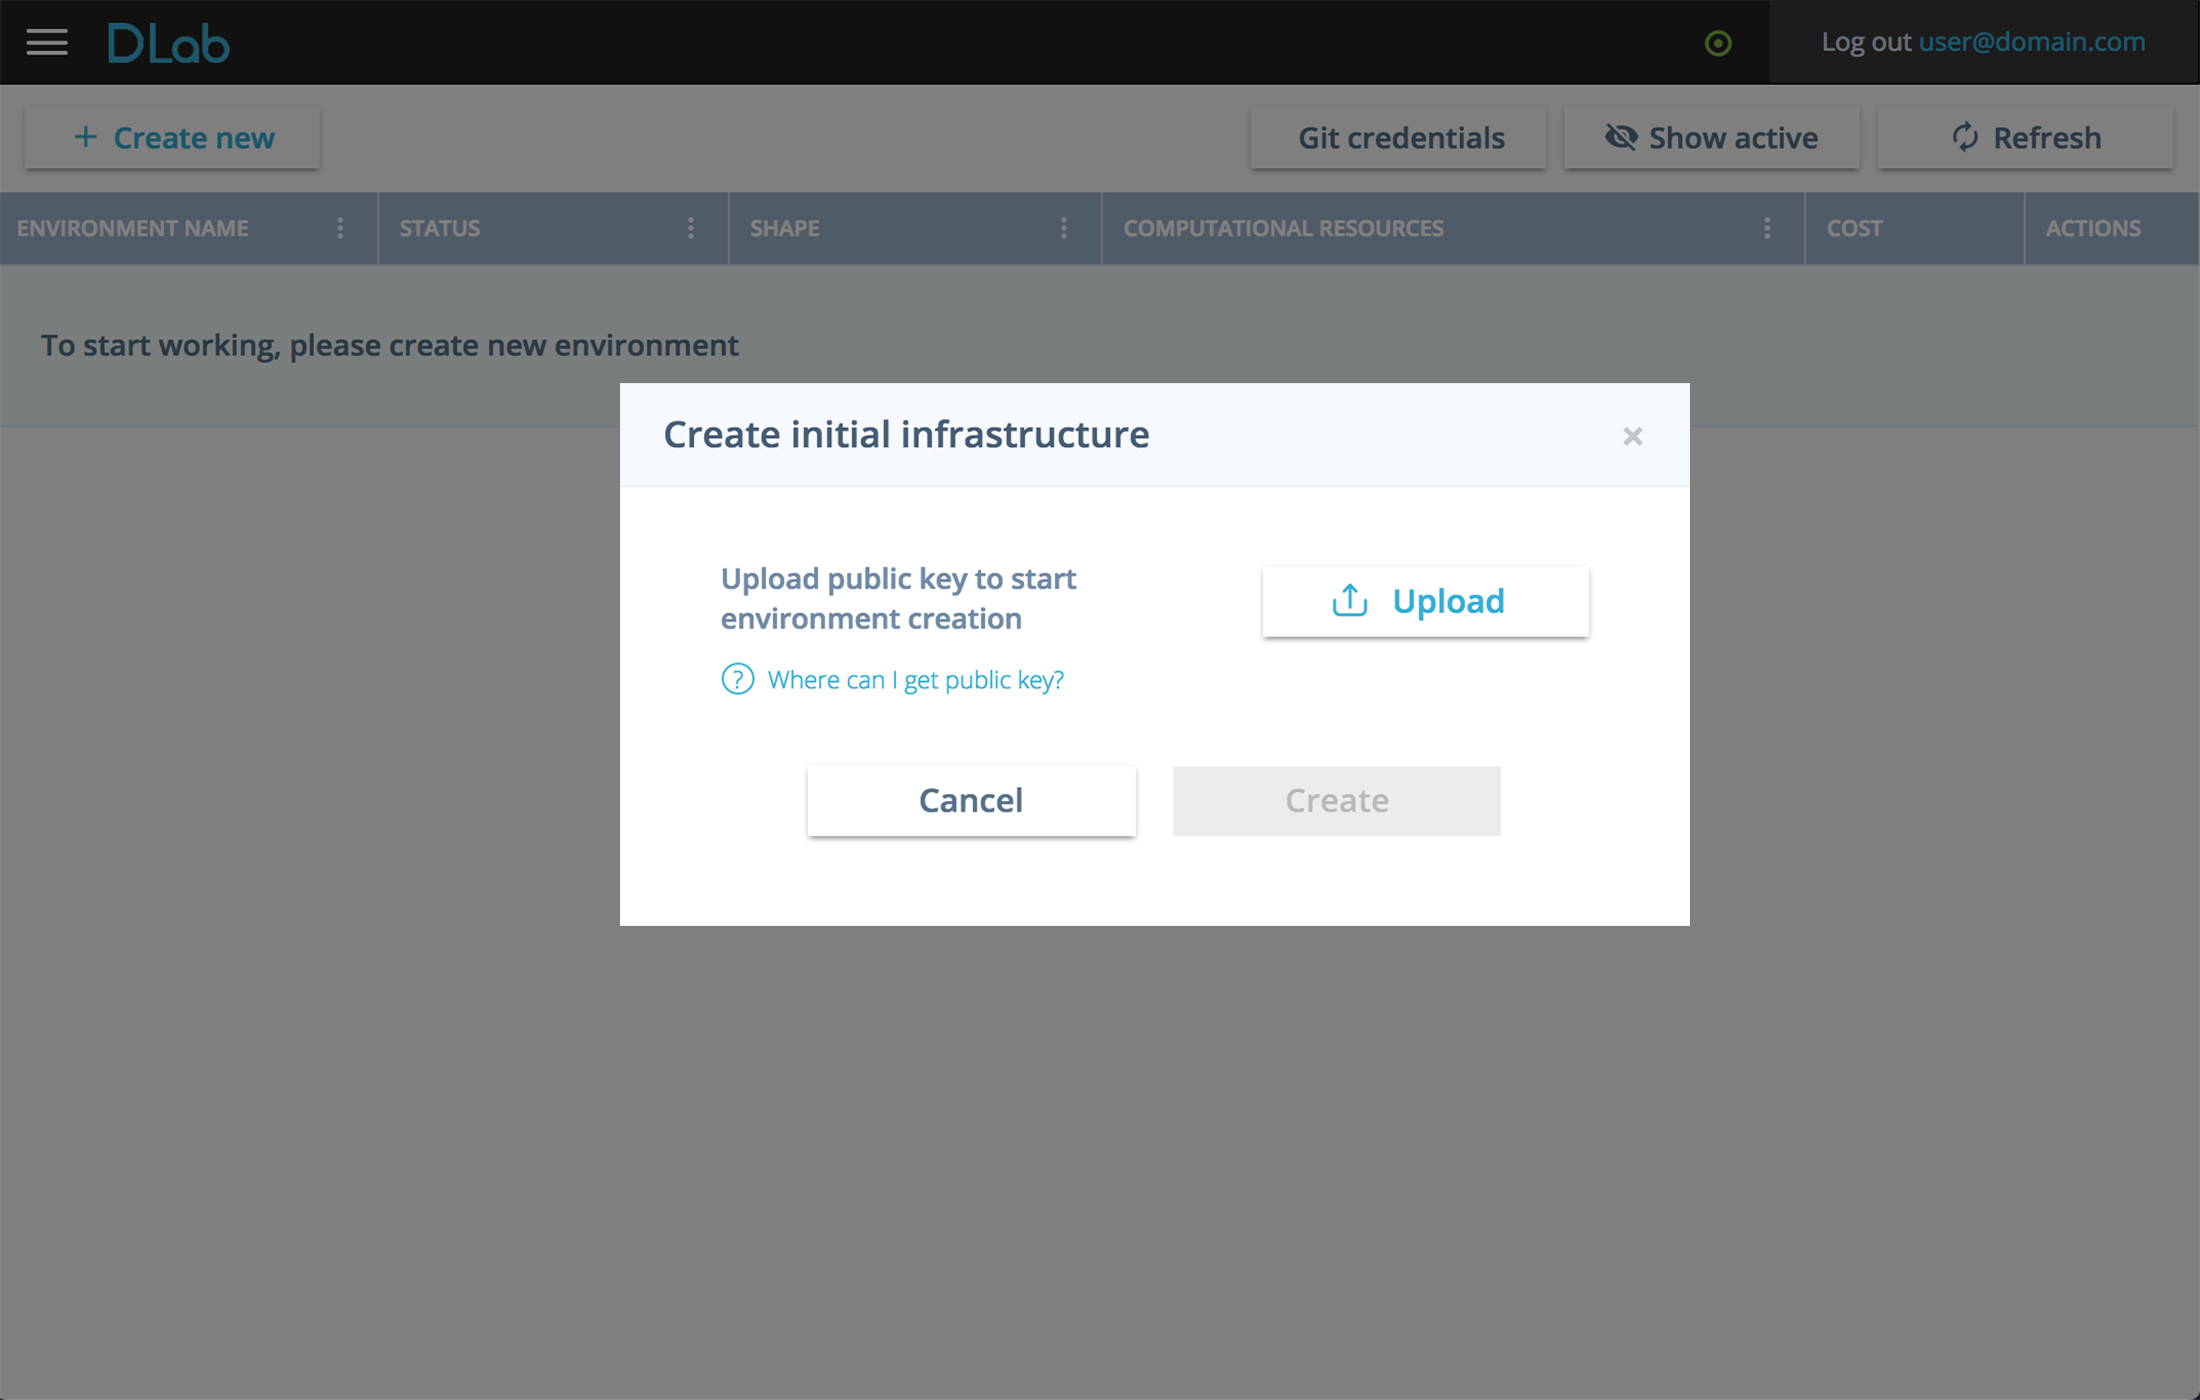 DLab
Log out user@domain.com
+ Create new
Git credentials
Show active
Refresh
ENVIRONMENT NAME
STATUS
SHAPE
COMPUTATIONAL RESOURCES
COST
ACTIONS
To start working, please create new environment
Create initial infrastructure
×
Upload public key to start
environment creation
Upload
? Where can I get public key?
Cancel
Create